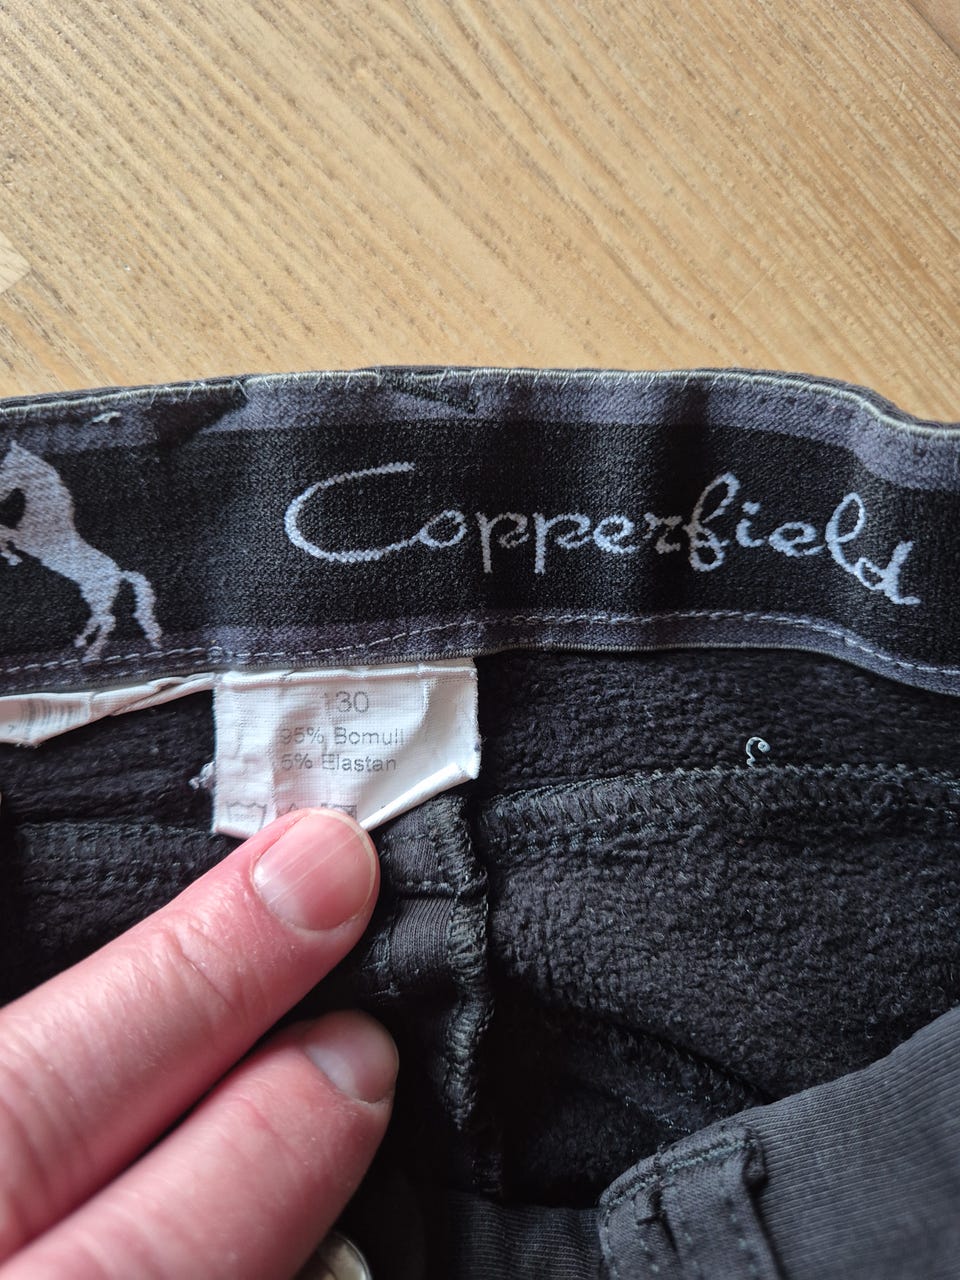 Copperfield
130
95% Bomull
5% Elastan